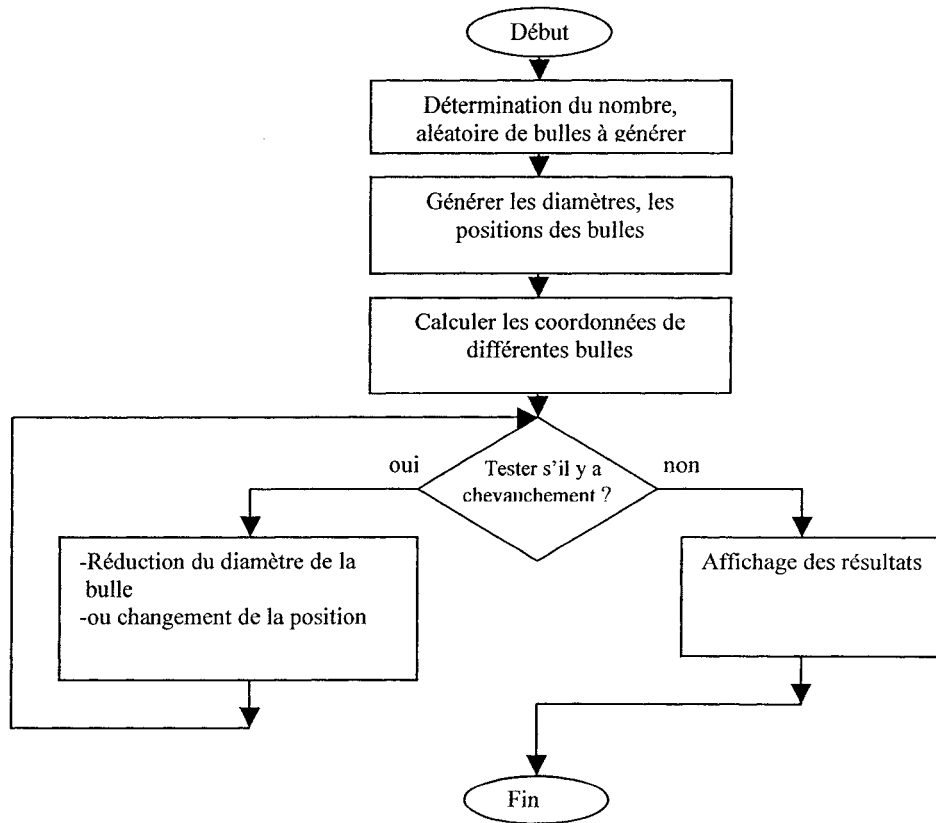 Début
Détermination du nombre,
aléatoire de bulles à générer
Générer les diamètres, les
positions des bulles
Calculer les coordonnées de
différentes bulles
oui
Tester s'il y a
chevauchement ?
non
-Réduction du diamètre de la
bulle
-ou changement de la position
Affichage des résultats
Fin